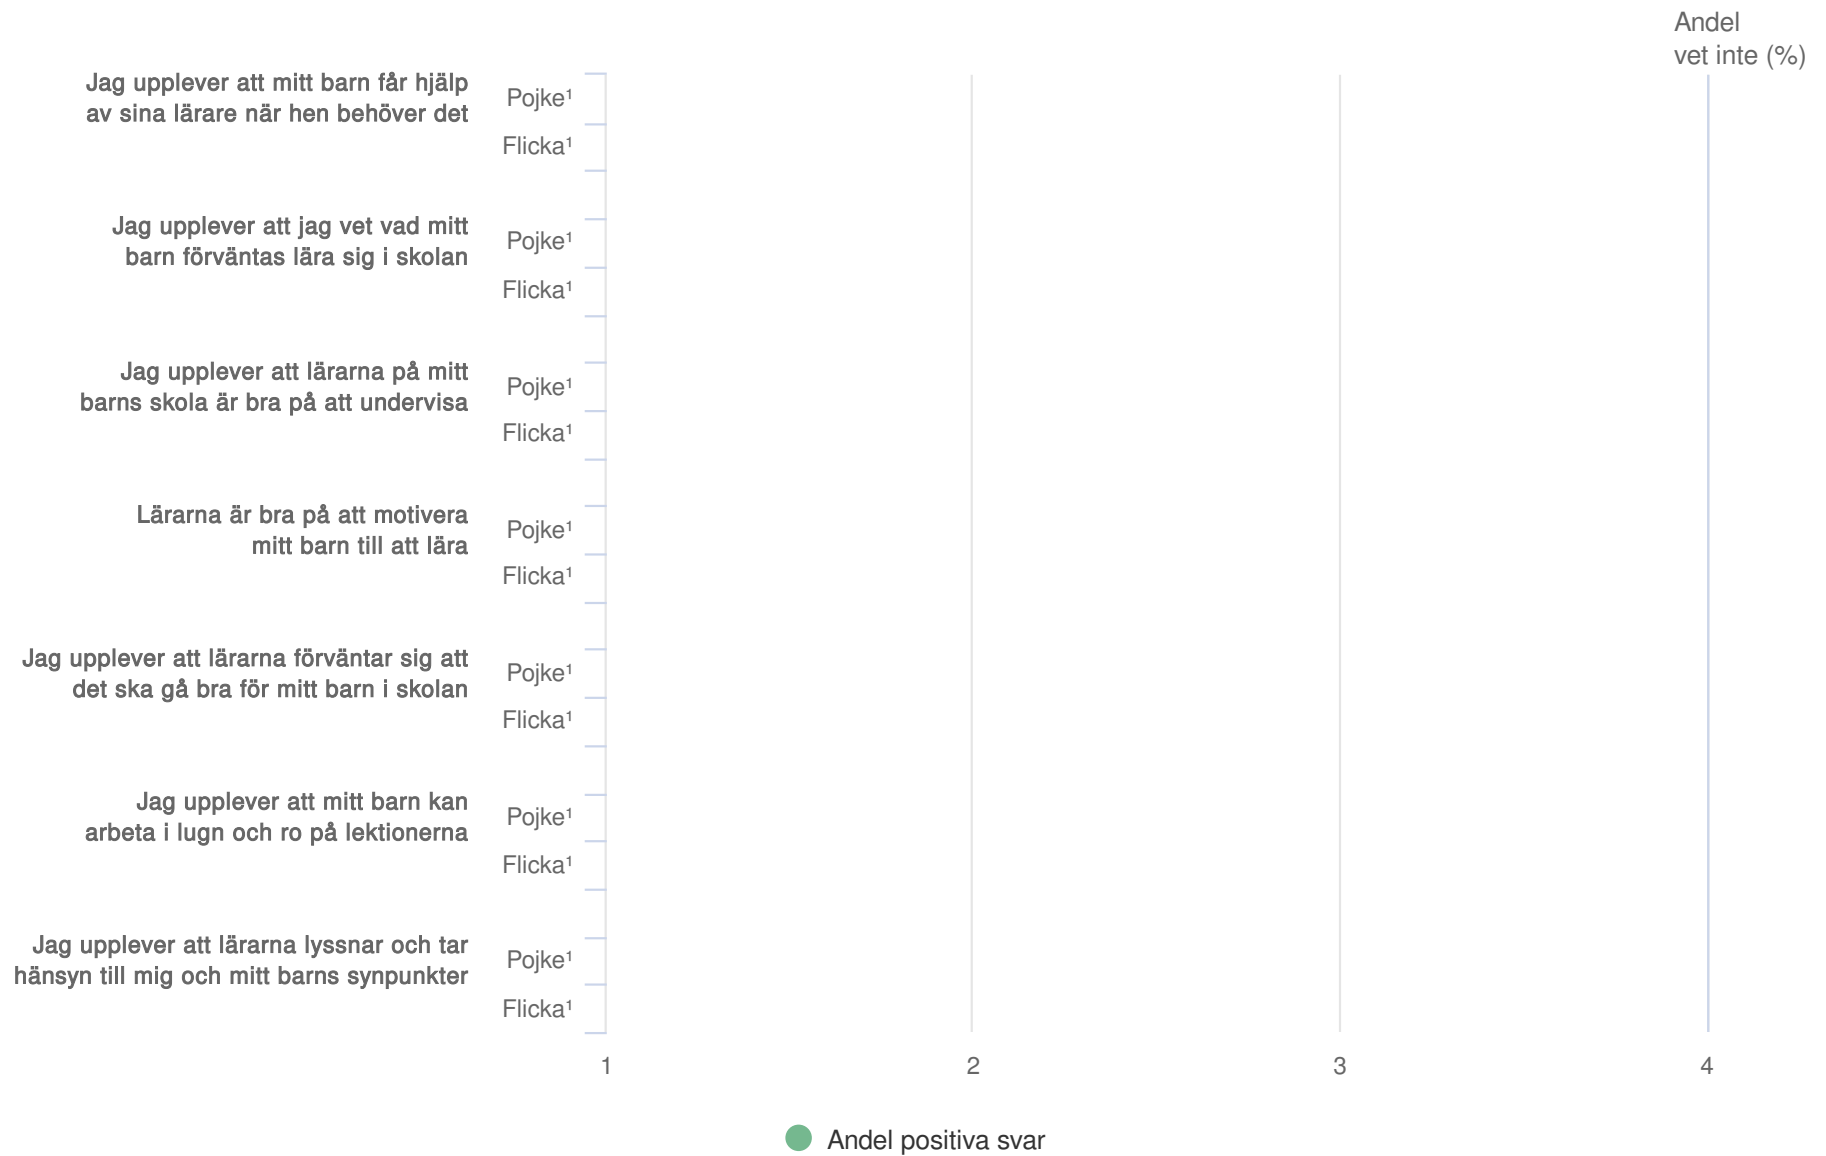 Andel
vet inte (%)
Jag upplever att mitt barn får hjälp
av sina lärare när hen behöver det
Pojke¹
Flicka¹
Jag upplever att jag vet vad mitt
barn förväntas lära sig i skolan
Pojke¹
Flicka¹
Jag upplever att lärarna på mitt
barns skola är bra på att undervisa
Pojke¹
Flicka¹
Lärarna är bra på att motivera
mitt barn till att lära
Pojke¹
Flicka¹
Jag upplever att lärarna förväntar sig att
det ska gå bra för mitt barn i skolan
Pojke¹
Flicka¹
Jag upplever att mitt barn kan
arbeta i lugn och ro på lektionerna
Pojke¹
Flicka¹
Jag upplever att lärarna lyssnar och tar
hänsyn till mig och mitt barns synpunkter
Pojke¹
Flicka¹
1 2 3 4
Andel positiva svar